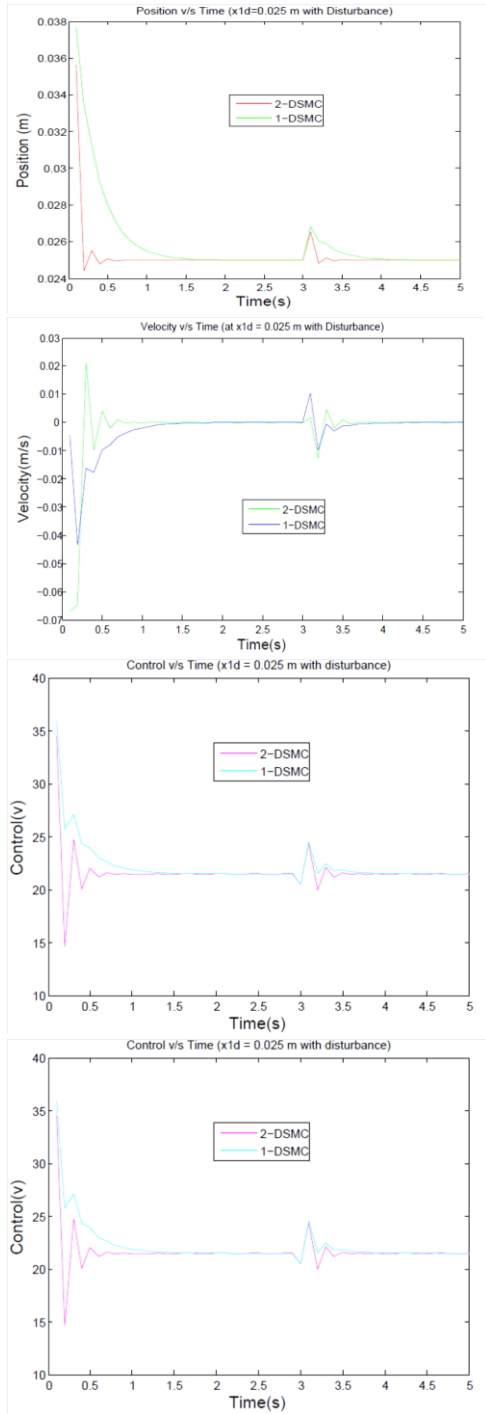 Position v/s Time (x1d=0.025 m with Disturbance)
0.038
0.036
0.034
0.032
0.03
0.028
0.026
0.024
Position (m)
2-DSMC
1-DSMC
0 0.5 1 1.5 2 2.5 3 3.5 4 4.5 5
Time(s)
Velocity v/s Time (at x1d = 0.025 m with Disturbance)
0.03
0.02
0.01
0
-0.01
-0.02
-0.03
-0.04
-0.05
-0.06
-0.07
Velocity(m/s)
2-DSMC
1-DSMC
0 0.5 1 1.5 2 2.5 3 3.5 4 4.5 5
Time(s)
Control v/s Time (x1d = 0.025 m with disturbance)
40
35
30
25
20
15
10
Control(v)
2-DSMC
1-DSMC
0 0.5 1 1.5 2 2.5 3 3.5 4 4.5 5
Time(s)
Control v/s Time (x1d = 0.025 m with disturbance)
40
35
30
25
20
15
10
Control(v)
2-DSMC
1-DSMC
0 0.5 1 1.5 2 2.5 3 3.5 4 4.5 5
Time(s)